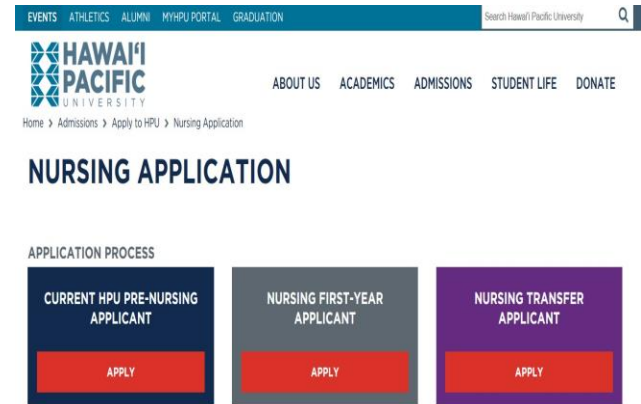 EVENTS ATHLETICS ALUMNI MYHPU PORTAL GRADUATION Search Hawai'i Pacific University
HAWAI'I
PACIFIC
UNIVERSITY
ABOUT US ACADEMICS ADMISSIONS STUDENT LIFE DONATE
Home > Admissions > Apply to HPU > Nursing Application
NURSING APPLICATION
APPLICATION PROCESS
CURRENT HPU PRE-NURSING
APPLICANT
APPLY
NURSING FIRST-YEAR
APPLICANT
APPLY
NURSING TRANSFER
APPLICANT
APPLY